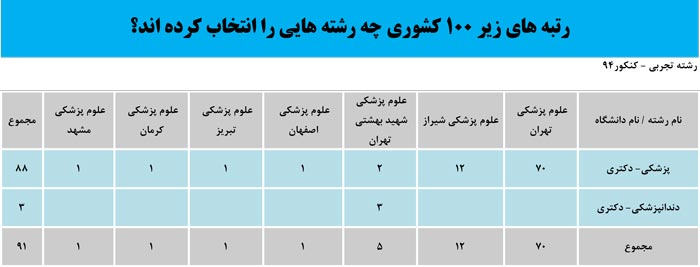 رتبه های زیر ۱۰۰ کشوری چه رشته هایی را انتخاب کرده اند؟
رشته تجربی - کنکور۹۴
نام رشته / نام دانشگاه علوم پزشکی تهران علوم پزشکی شیراز علوم پزشکی شهید بهشتی تهران علوم پزشکی اصفهان علوم پزشکی تبریز علوم پزشکی کرمان علوم پزشکی مشهد مجموع
پزشکی- دکتری ۷۰ ۱۲ ۲ ۱ ۱ ۱ ۱ ۸۸
دندانپزشکی- دکتری ۳ ۳
مجموع ۷۰ ۱۲ ۵ ۱ ۱ ۱ ۱ ۹۱